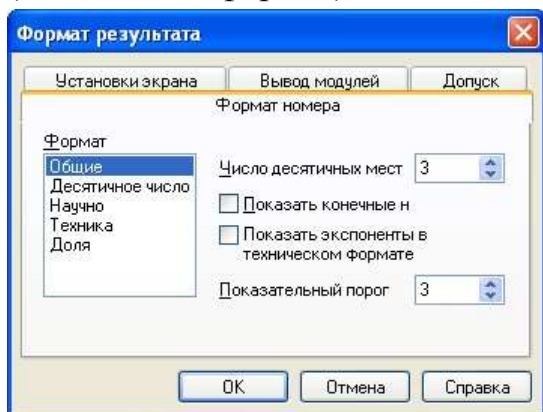 Формат результата
Установки экрана Вывод модулей Допуск
Формат номера
Формат
Общие
Десятичное число
Научно
Техника
Доля
Число десятичных мест 3
Показать конечные н
Показать экспоненты в
техническом формате
Показательный порог 3
OK Отмена Справка